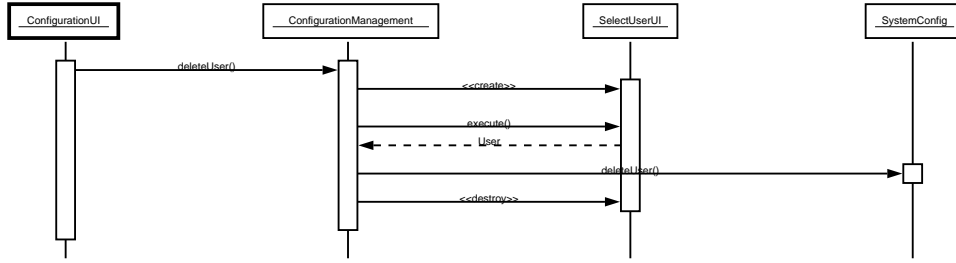 ConfigurationUI
ConfigurationManagement
SelectUserUI
SystemConfig
deleteUser()
<<create>>
execute()
User
deleteUser()
<<destroy>>